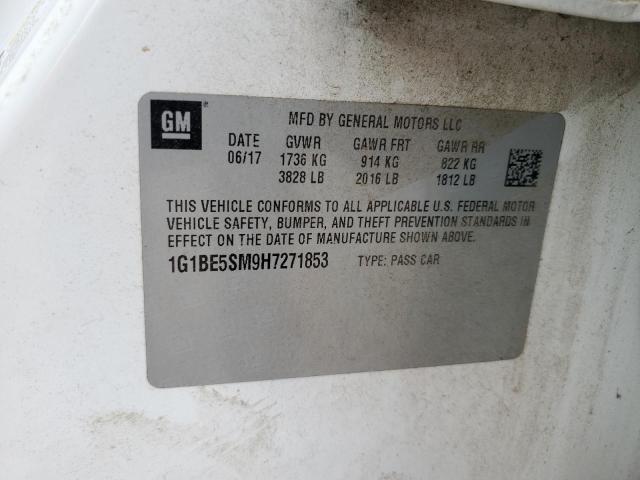 GM
MFD BY GENERAL MOTORS LLC
DATE GVWR GAWR FRT GAWR RR
06/17 1736 KG 914 KG 822 KG
3828 LB 2016 LB 1812 LB
THIS VEHICLE CONFORMS TO ALL APPLICABLE U.S. FEDERAL MOTOR
VEHICLE SAFETY, BUMPER, AND THEFT PREVENTION STANDARDS IN
EFFECT ON THE DATE OF MANUFACTURE SHOWN ABOVE.
1G1BE5SM9H7271853 TYPE: PASS CAR